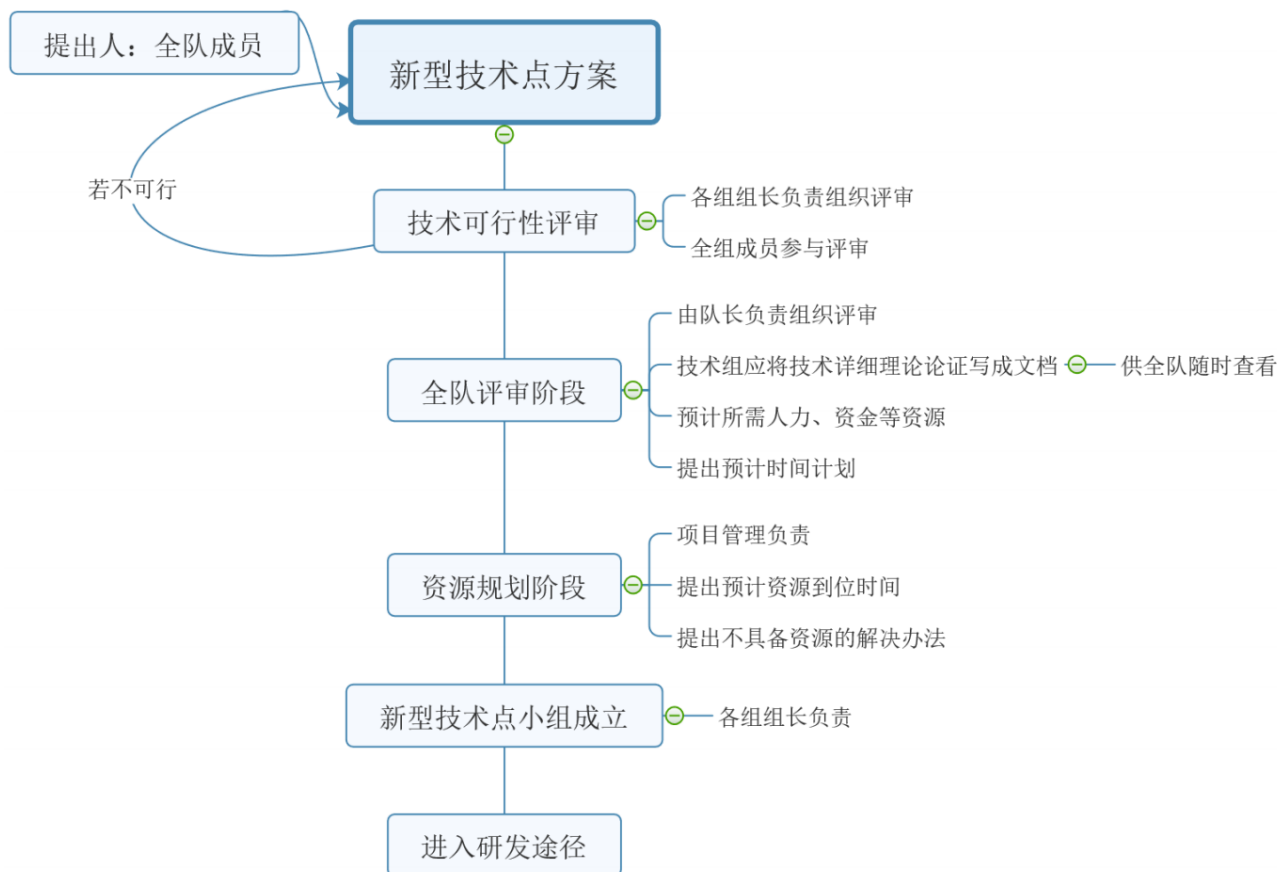 提出人：全队成员
新型技术点方案
若不可行
技术可行性评审
各组组长负责组织评审
全组成员参与评审
全队评审阶段
由队长负责组织评审
技术组应将技术详细理论论证写成文档
供全队随时查看
预计所需人力、资金等资源
提出预计时间计划
资源规划阶段
项目管理负责
提出预计资源到位时间
提出不具备资源的解决办法
新型技术点小组成立
各组组长负责
进入研发途径